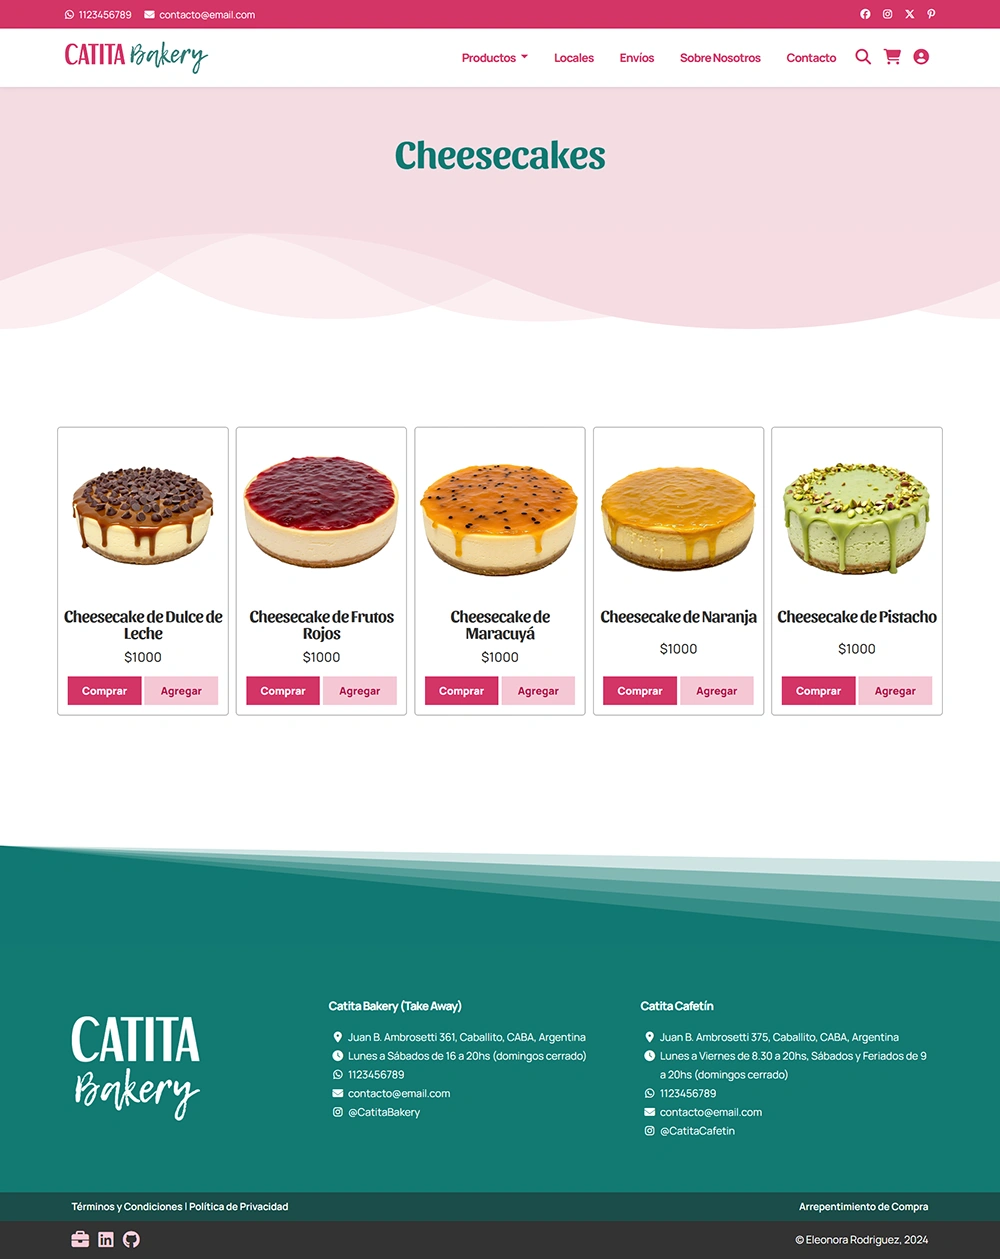 1123456789 contacto@email.com
CATITA Bakery
Productos Locales Envíos Sobre Nosotros Contacto
Cheesecakes
Cheesecake de Dulce de
Leche
$1000
Comprar Agregar
Cheesecake de Frutos
Rojos
$1000
Comprar Agregar
Cheesecake de
Maracuyá
$1000
Comprar Agregar
Cheesecake de Naranja
$1000
Comprar Agregar
Cheesecake de Pistacho
$1000
Comprar Agregar
CATITA
Bakery
Catita Bakery (Take Away)
Juan B. Ambrosetti 361, Caballito, CABA, Argentina
Lunes a Sábados de 16 a 20hs (domingos cerrado)
1123456789
contacto@email.com
@CatitaBakery
Catita Cafetín
Juan B. Ambrosetti 375, Caballito, CABA, Argentina
Lunes a Viernes de 8.30 a 20hs, Sábados y Feriados de 9
a 20hs (domingos cerrado)
1123456789
contacto@email.com
@CatitaCafetin
Términos y Condiciones | Política de Privacidad
Arrepentimiento de Compra
© Eleonora Rodriguez, 2024